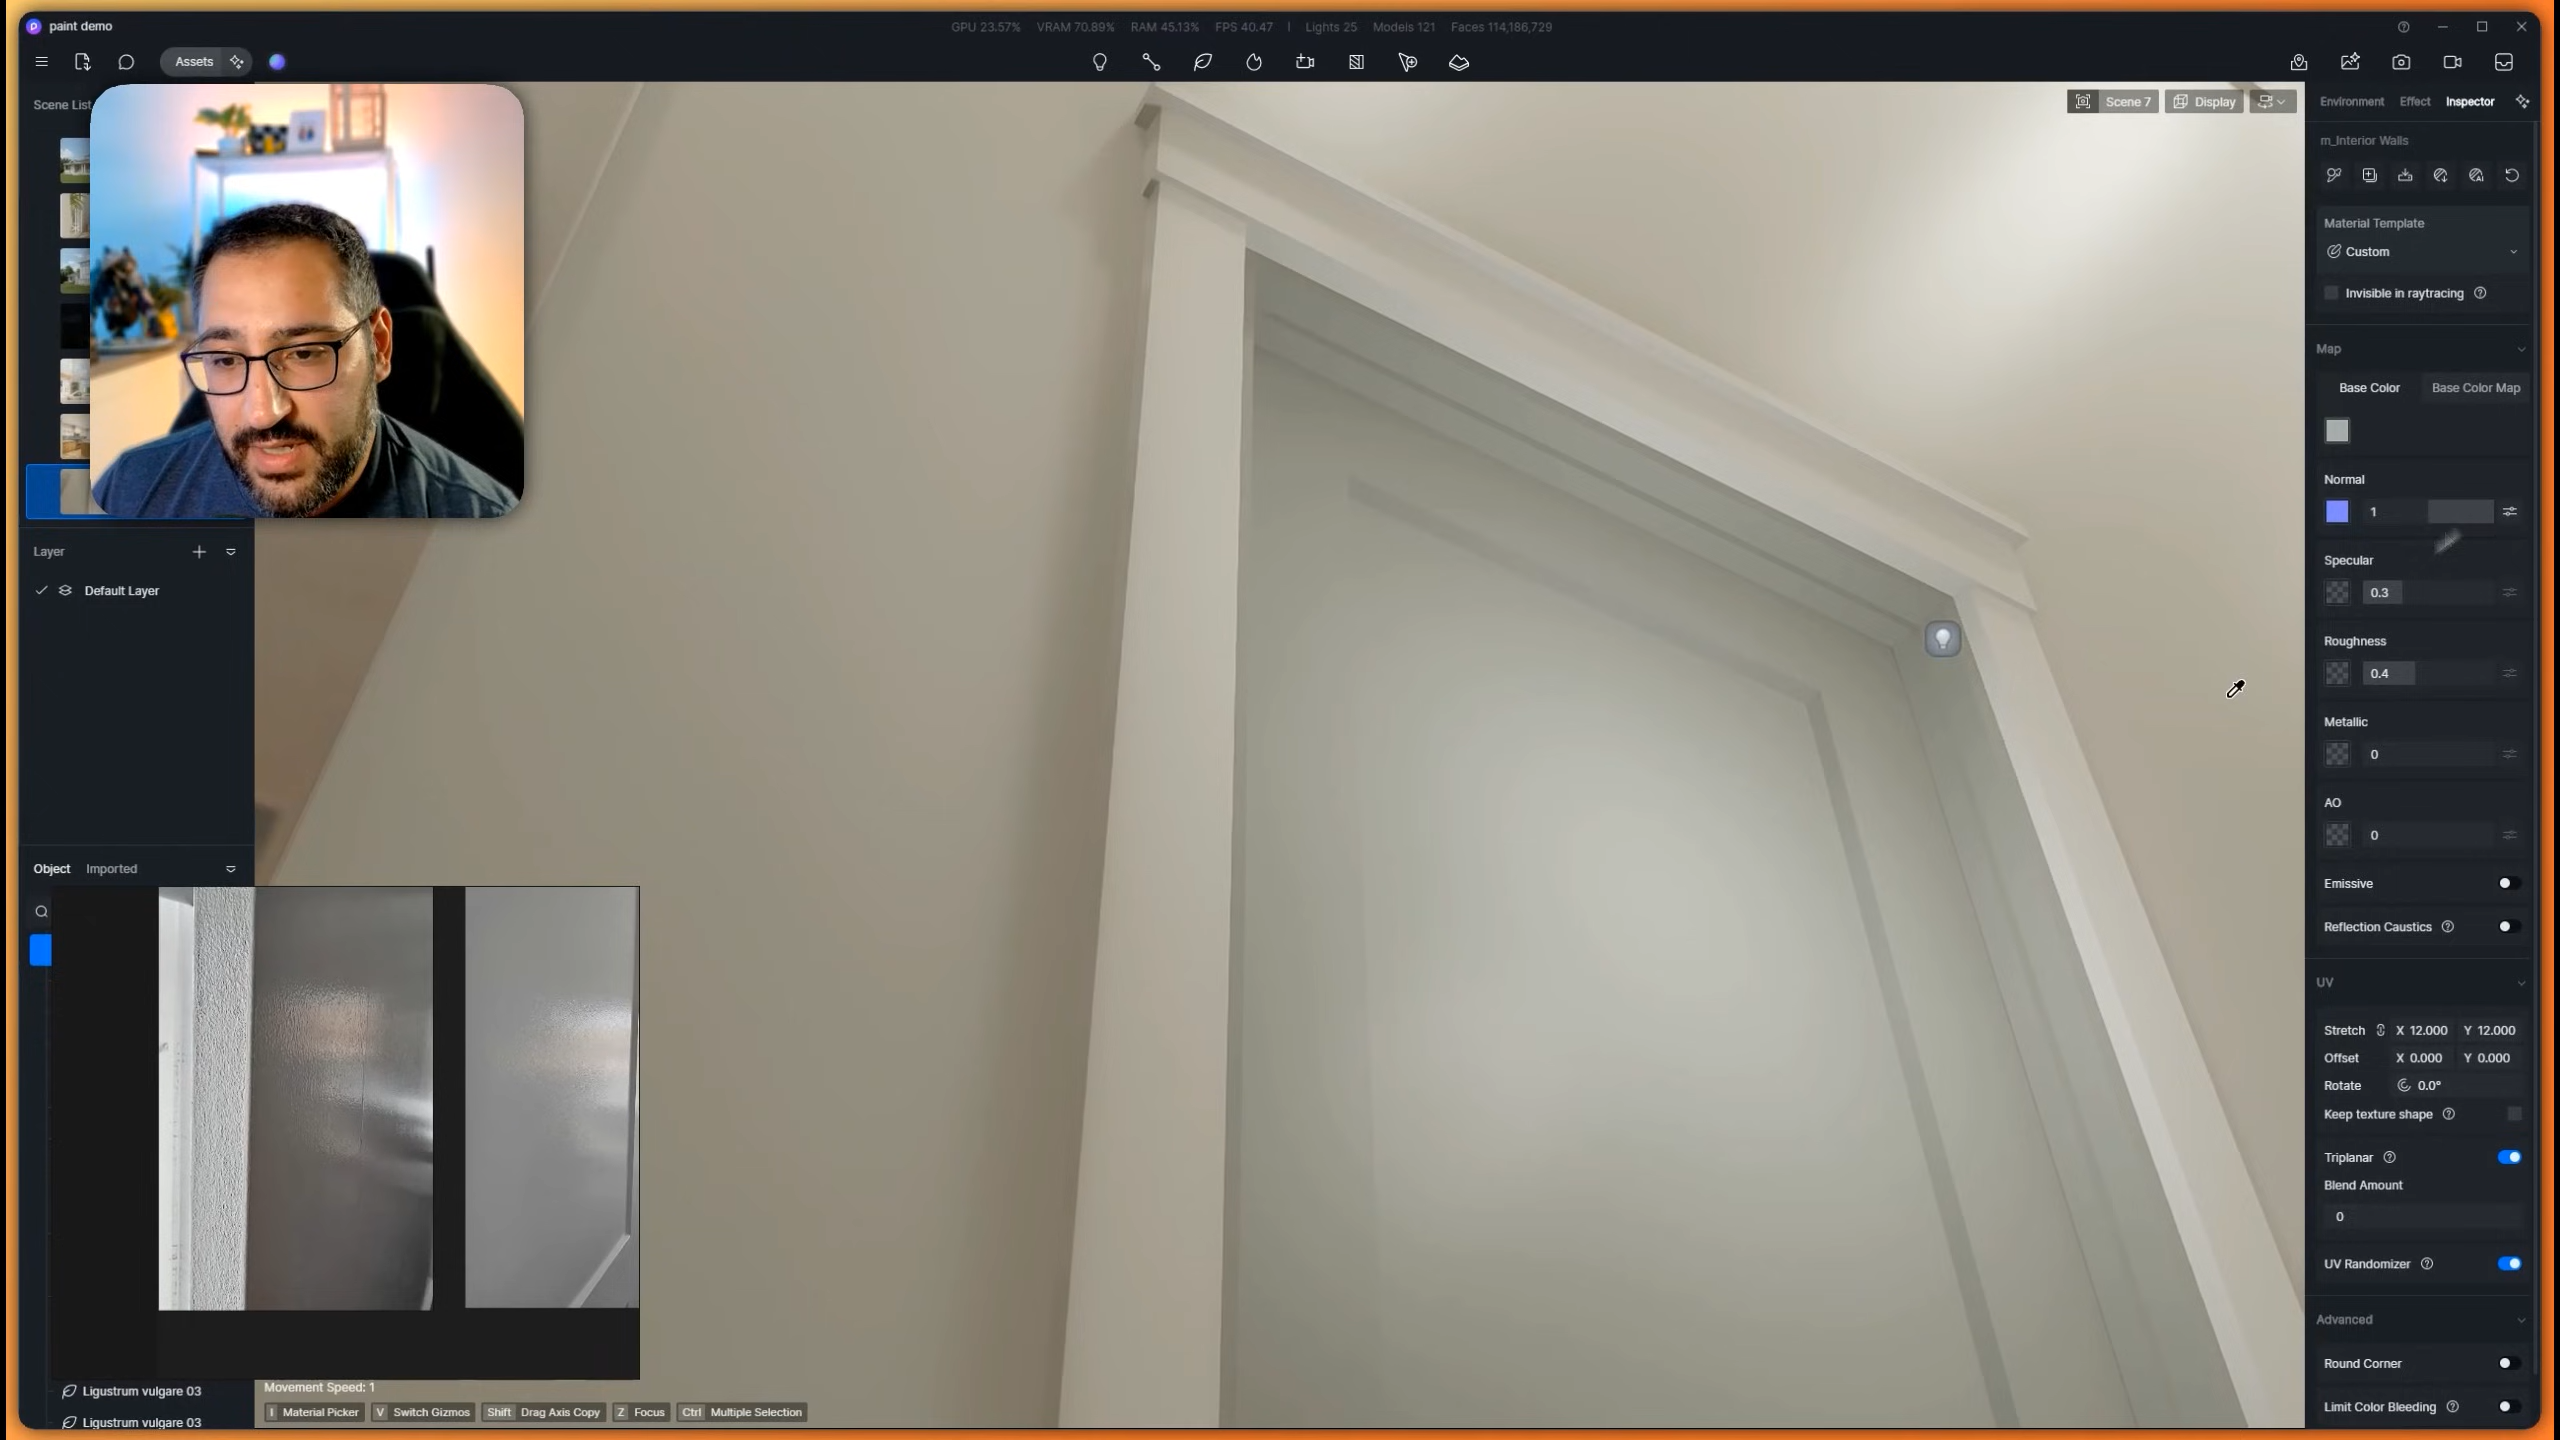 paint demo
GPU 23.57% VRAM 70.89% RAM 45.13% FPS 40.47 | Lights 25 Models 121 Faces 114,186,729
Assets
Scene List
Scene 7 Display
Environment Effect Inspector
m_Interior Walls
Material Template
Custom
Invisible in raytracing
Map
Base Color Base Color Map
Normal
1
Specular
0.3
Roughness
0.4
Metallic
0
AO
0
Emissive
Reflection Caustics
UV
Stretch X 12.000 Y 12.000
Offset X 0.000 Y 0.000
Rotate 0.0°
Keep texture shape
Triplanar
Blend Amount
0
UV Randomizer
Advanced
Round Corner
Limit Color Bleeding
Layer
Default Layer
Object Imported
Ligustrum vulgare 03
Ligustrum vulgare 03
Movement Speed: 1
I Material Picker V Switch Gizmos Shift Drag Axis Copy Z Focus Ctrl Multiple Selection